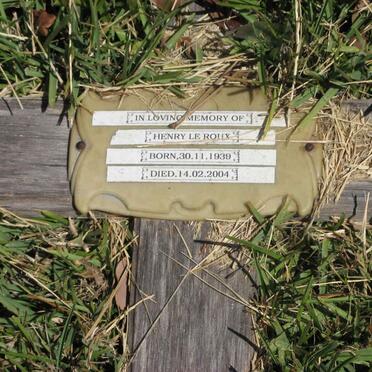 IN LOVING MEMORY OF
HENRY LE ROUX
BORN,30.11.1939
DIED.14.02.2004